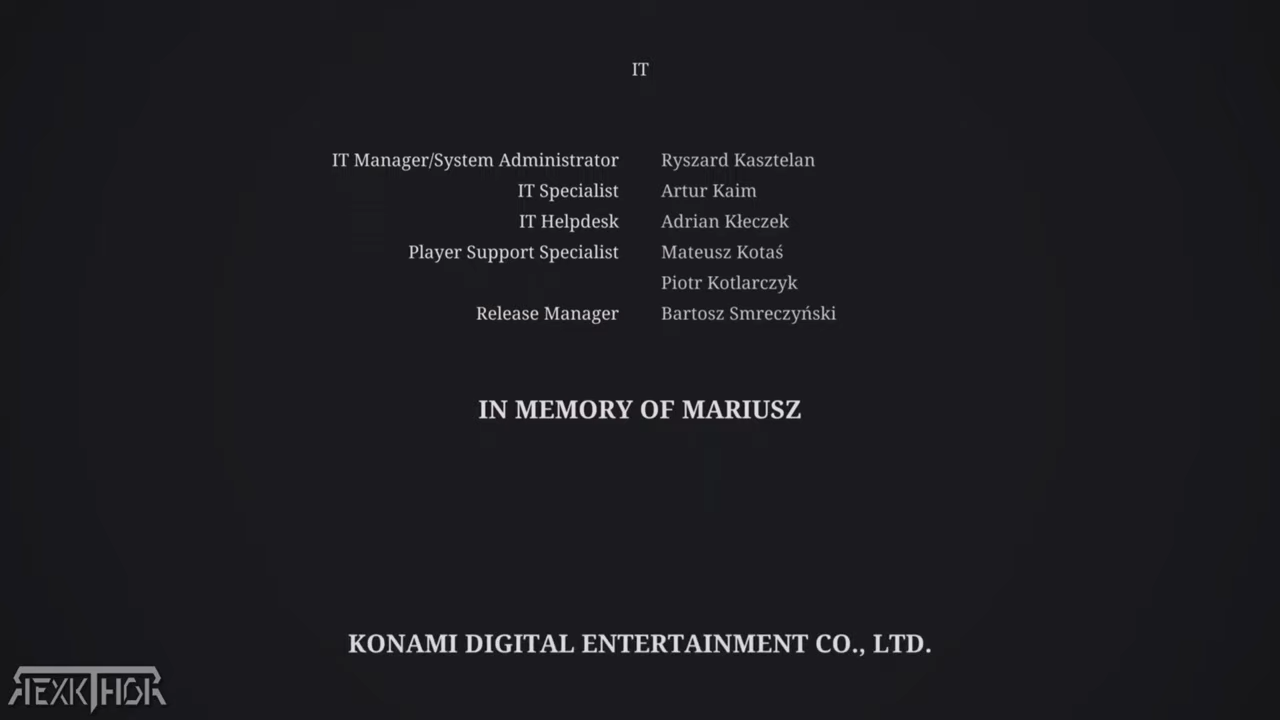 IT
IT Manager/System Administrator Ryszard Kasztelan
IT Specialist Artur Kaim
IT Helpdesk Adrian Kłeczek
Player Support Specialist Mateusz Kotaś
Piotr Kotlarczyk
Release Manager Bartosz Smreczyński
IN MEMORY OF MARIUSZ
KONAMI DIGITAL ENTERTAINMENT CO., LTD.